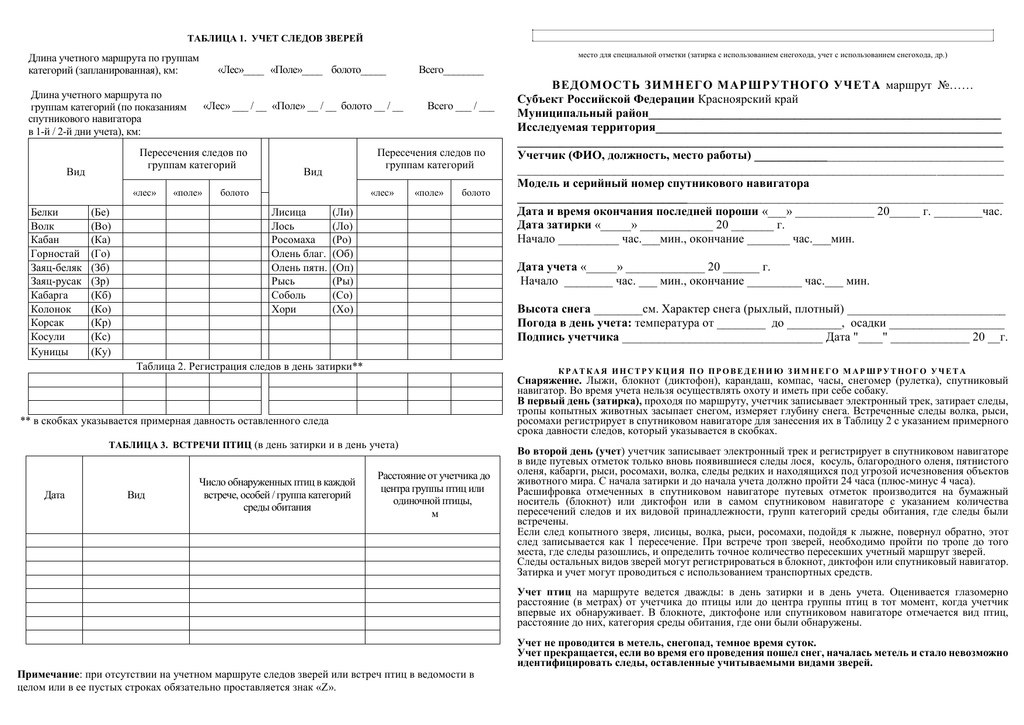 ТАБЛИЦА 1. УЧЕТ СЛЕДОВ ЗВЕРЕЙ
Длина учетного маршрута по группам
категорий (запланированная), км: «Лес»____ «Поле»____ болото_____ Всего________
Длина учетного маршрута по
группам категорий (по показаниям «Лес» ___ / __ «Поле» __ / __ болото __ / __ Всего ___ / ___
спутникового навигатора
в 1-й / 2-й дни учета), км:
Вид Пересечения следов по группам категорий Вид Пересечения следов по группам категорий
«лес» «поле» болото «лес» «поле» болото
Белки (Бе) Лисица (Ли)
Волк (Во) Лось (Ло)
Кабан (Ка) Росомаха (Ро)
Горностай (Го) Олень благ. (Об)
Заяц-беляк (Зб) Олень пятн. (Оп)
Заяц-русак (Зр) Рысь (Ры)
Кабарга (Кб) Соболь (Со)
Колонок (Ко) Хори (Хо)
Корсак (Кр)
Косули (Кс)
Куницы (Ку)
Таблица 2. Регистрация следов в день затирки**
** в скобках указывается примерная давность оставленного следа
ТАБЛИЦА 3. ВСТРЕЧИ ПТИЦ (в день затирки и в день учета)
Дата Вид Число обнаруженных птиц в каждой встрече, особей / группа категорий среды обитания Расстояние от учетчика до центра группы птиц или одиночной птицы, м
Примечание: при отсутствии на учетном маршруте следов зверей или встреч птиц в ведомости в
целом или в ее пустых строках обязательно проставляется знак «Z».
место для специальной отметки (затирка с использованием снегохода, учет с использованием снегохода, др.)
ВЕДОМОСТЬ ЗИМНЕГО МАРШРУТНОГО УЧЕТА маршрут №……
Субъект Российской Федерации Красноярский край
Муниципальный район__________
Исследуемая территория__________
Учетчик (ФИО, должность, место работы) __________
Модель и серийный номер спутникового навигатора
Дата и время окончания последней пороши «___» _____________ 20_____ г. ________час.
Дата затирки «_____» ____________ 20 _______ г.
Начало __________ час.___мин., окончание _______ час.___мин.
Дата учета «_____» _____________ 20 ______ г.
Начало ________ час. ___ мин., окончание _________ час.___ мин.
Высота снега ________см. Характер снега (рыхлый, плотный) __________
Погода в день учета: температура от ________ до _________, осадки __________
Подпись учетчика __________ Дата "____" _____________ 20 __г.
КРАТКАЯ ИНСТРУКЦИЯ ПО ПРОВЕДЕНИЮ ЗИМНЕГО МАРШРУТНОГО УЧЕТА
Снаряжение. Лыжи, блокнот (диктофон), карандаш, компас, часы, снегомер (рулетка), спутниковый
навигатор. Во время учета нельзя осуществлять охоту и иметь при себе собаку.
В первый день (затирка), проходя по маршруту, учетчик записывает электронный трек, затирает следы,
тропы копытных животных засыпает снегом, измеряет глубину снега. Встреченные следы волка, рыси,
росомахи регистрирует в спутниковом навигаторе для занесения их в Таблицу 2 с указанием примерного
срока давности следов, который указывается в скобках.
Во второй день (учет) учетчик записывает электронный трек и регистрирует в спутниковом навигаторе
в виде путевых отметок только вновь появившиеся следы лося, косуль, благородного оленя, пятнистого
оленя, кабарги, рыси, росомахи, волка, следы редких и находящихся под угрозой исчезновения объектов
животного мира. С начала затирки и до начала учета должно пройти 24 часа (плюс-минус 4 часа).
Расшифровка отмеченных в спутниковом навигаторе путевых отметок производится на бумажный
носитель (блокнот) или диктофон или в самом спутниковом навигаторе с указанием количества
пересечений следов и их видовой принадлежности, групп категорий среды обитания, где следы были
встречены.
Если след копытного зверя, лисицы, волка, рыси, росомахи, подойдя к лыжне, повернул обратно, этот
след записывается как 1 пересечение. При встрече троп зверей, необходимо пройти по тропе до того
места, где следы разошлись, и определить точное количество пересекших учетный маршрут зверей.
Следы остальных видов зверей могут регистрироваться в блокнот, диктофон или спутниковый навигатор.
Затирка и учет могут проводиться с использованием транспортных средств.
Учет птиц на маршруте ведется дважды: в день затирки и в день учета. Оценивается глазомерно
расстояние (в метрах) от учетчика до птицы или до центра группы птиц в тот момент, когда учетчик
впервые их обнаруживает. В блокноте, диктофоне или спутниковом навигаторе отмечается вид птиц,
расстояние до них, категория среды обитания, где они были обнаружены.
Учет не проводится в метель, снегопад, темное время суток.
Учет прекращается, если во время его проведения пошел снег, началась метель и стало невозможно
идентифицировать следы, оставленные учитываемыми видами зверей.